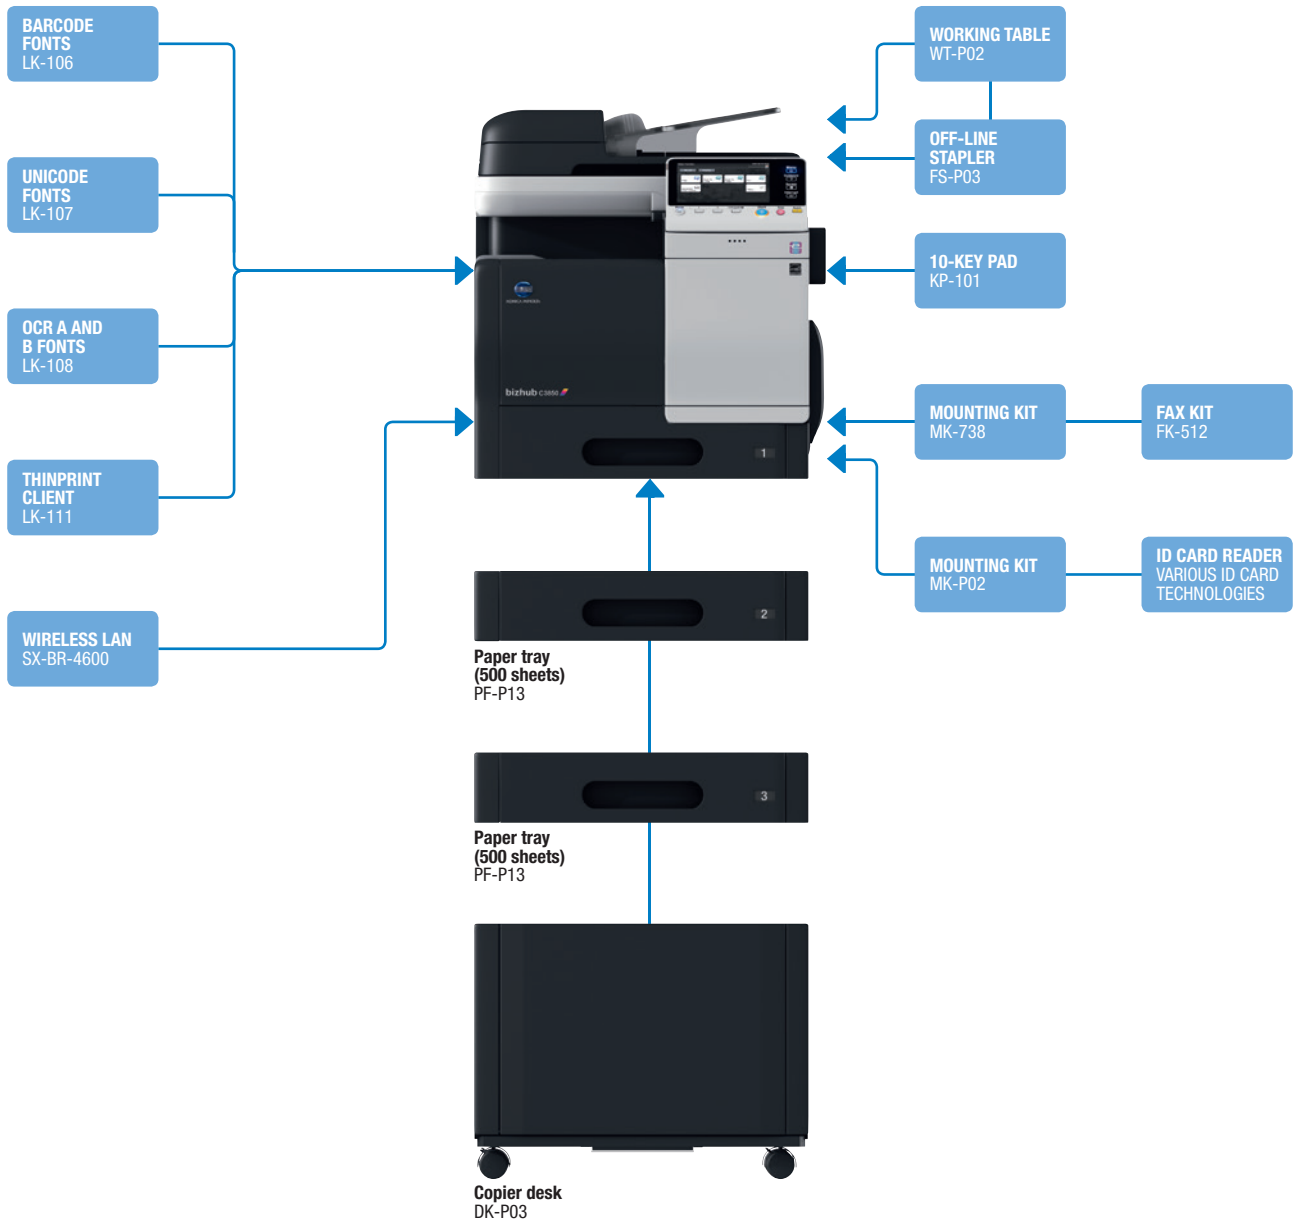 BARCODE
FONTS
LK-106
UNICODE
FONTS
LK-107
OCR A AND
B FONTS
LK-108
THINPRINT
CLIENT
LK-111
WIRELESS LAN
SX-BR-4600
WORKING TABLE
WT-P02
OFF-LINE
STAPLER
FS-P03
10-KEY PAD
KP-101
MOUNTING KIT
MK-738
FAX KIT
FK-512
MOUNTING KIT
MK-P02
ID CARD READER
VARIOUS ID CARD
TECHNOLOGIES
KONICA MINOLTA
bizhub C3850
1
2
Paper tray
(500 sheets)
PF-P13
3
Paper tray
(500 sheets)
PF-P13
Copier desk
DK-P03